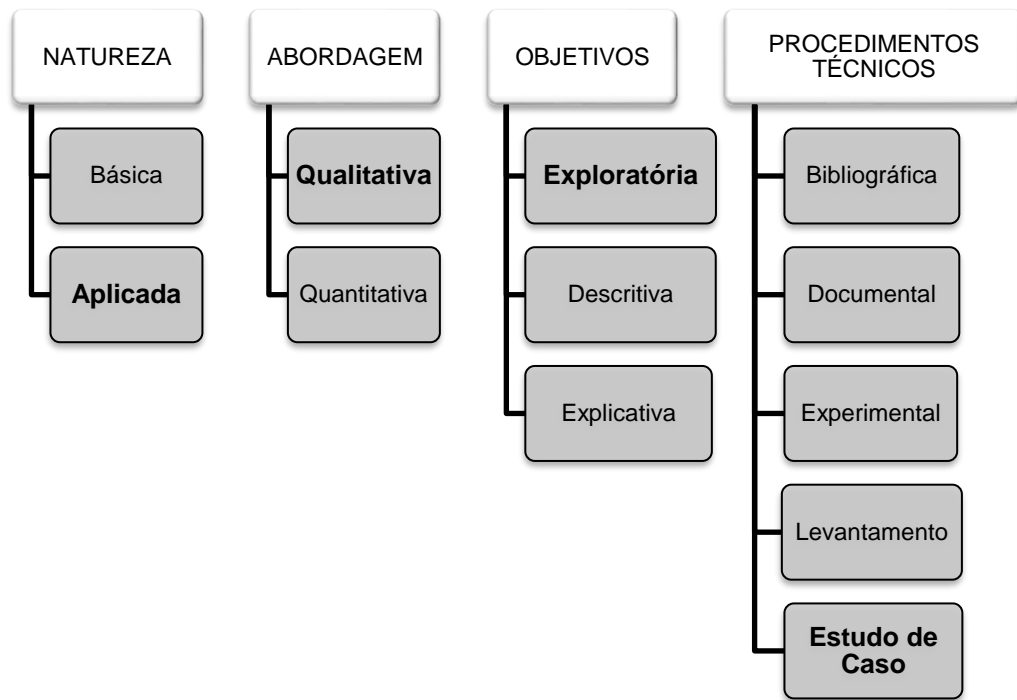 NATUREZA
Básica
Aplicada
ABORDAGEM
Qualitativa
Quantitativa
OBJETIVOS
Exploratória
Descritiva
Explicativa
PROCEDIMENTOS
TÉCNICOS
Bibliográfica
Documental
Experimental
Levantamento
Estudo de
Caso